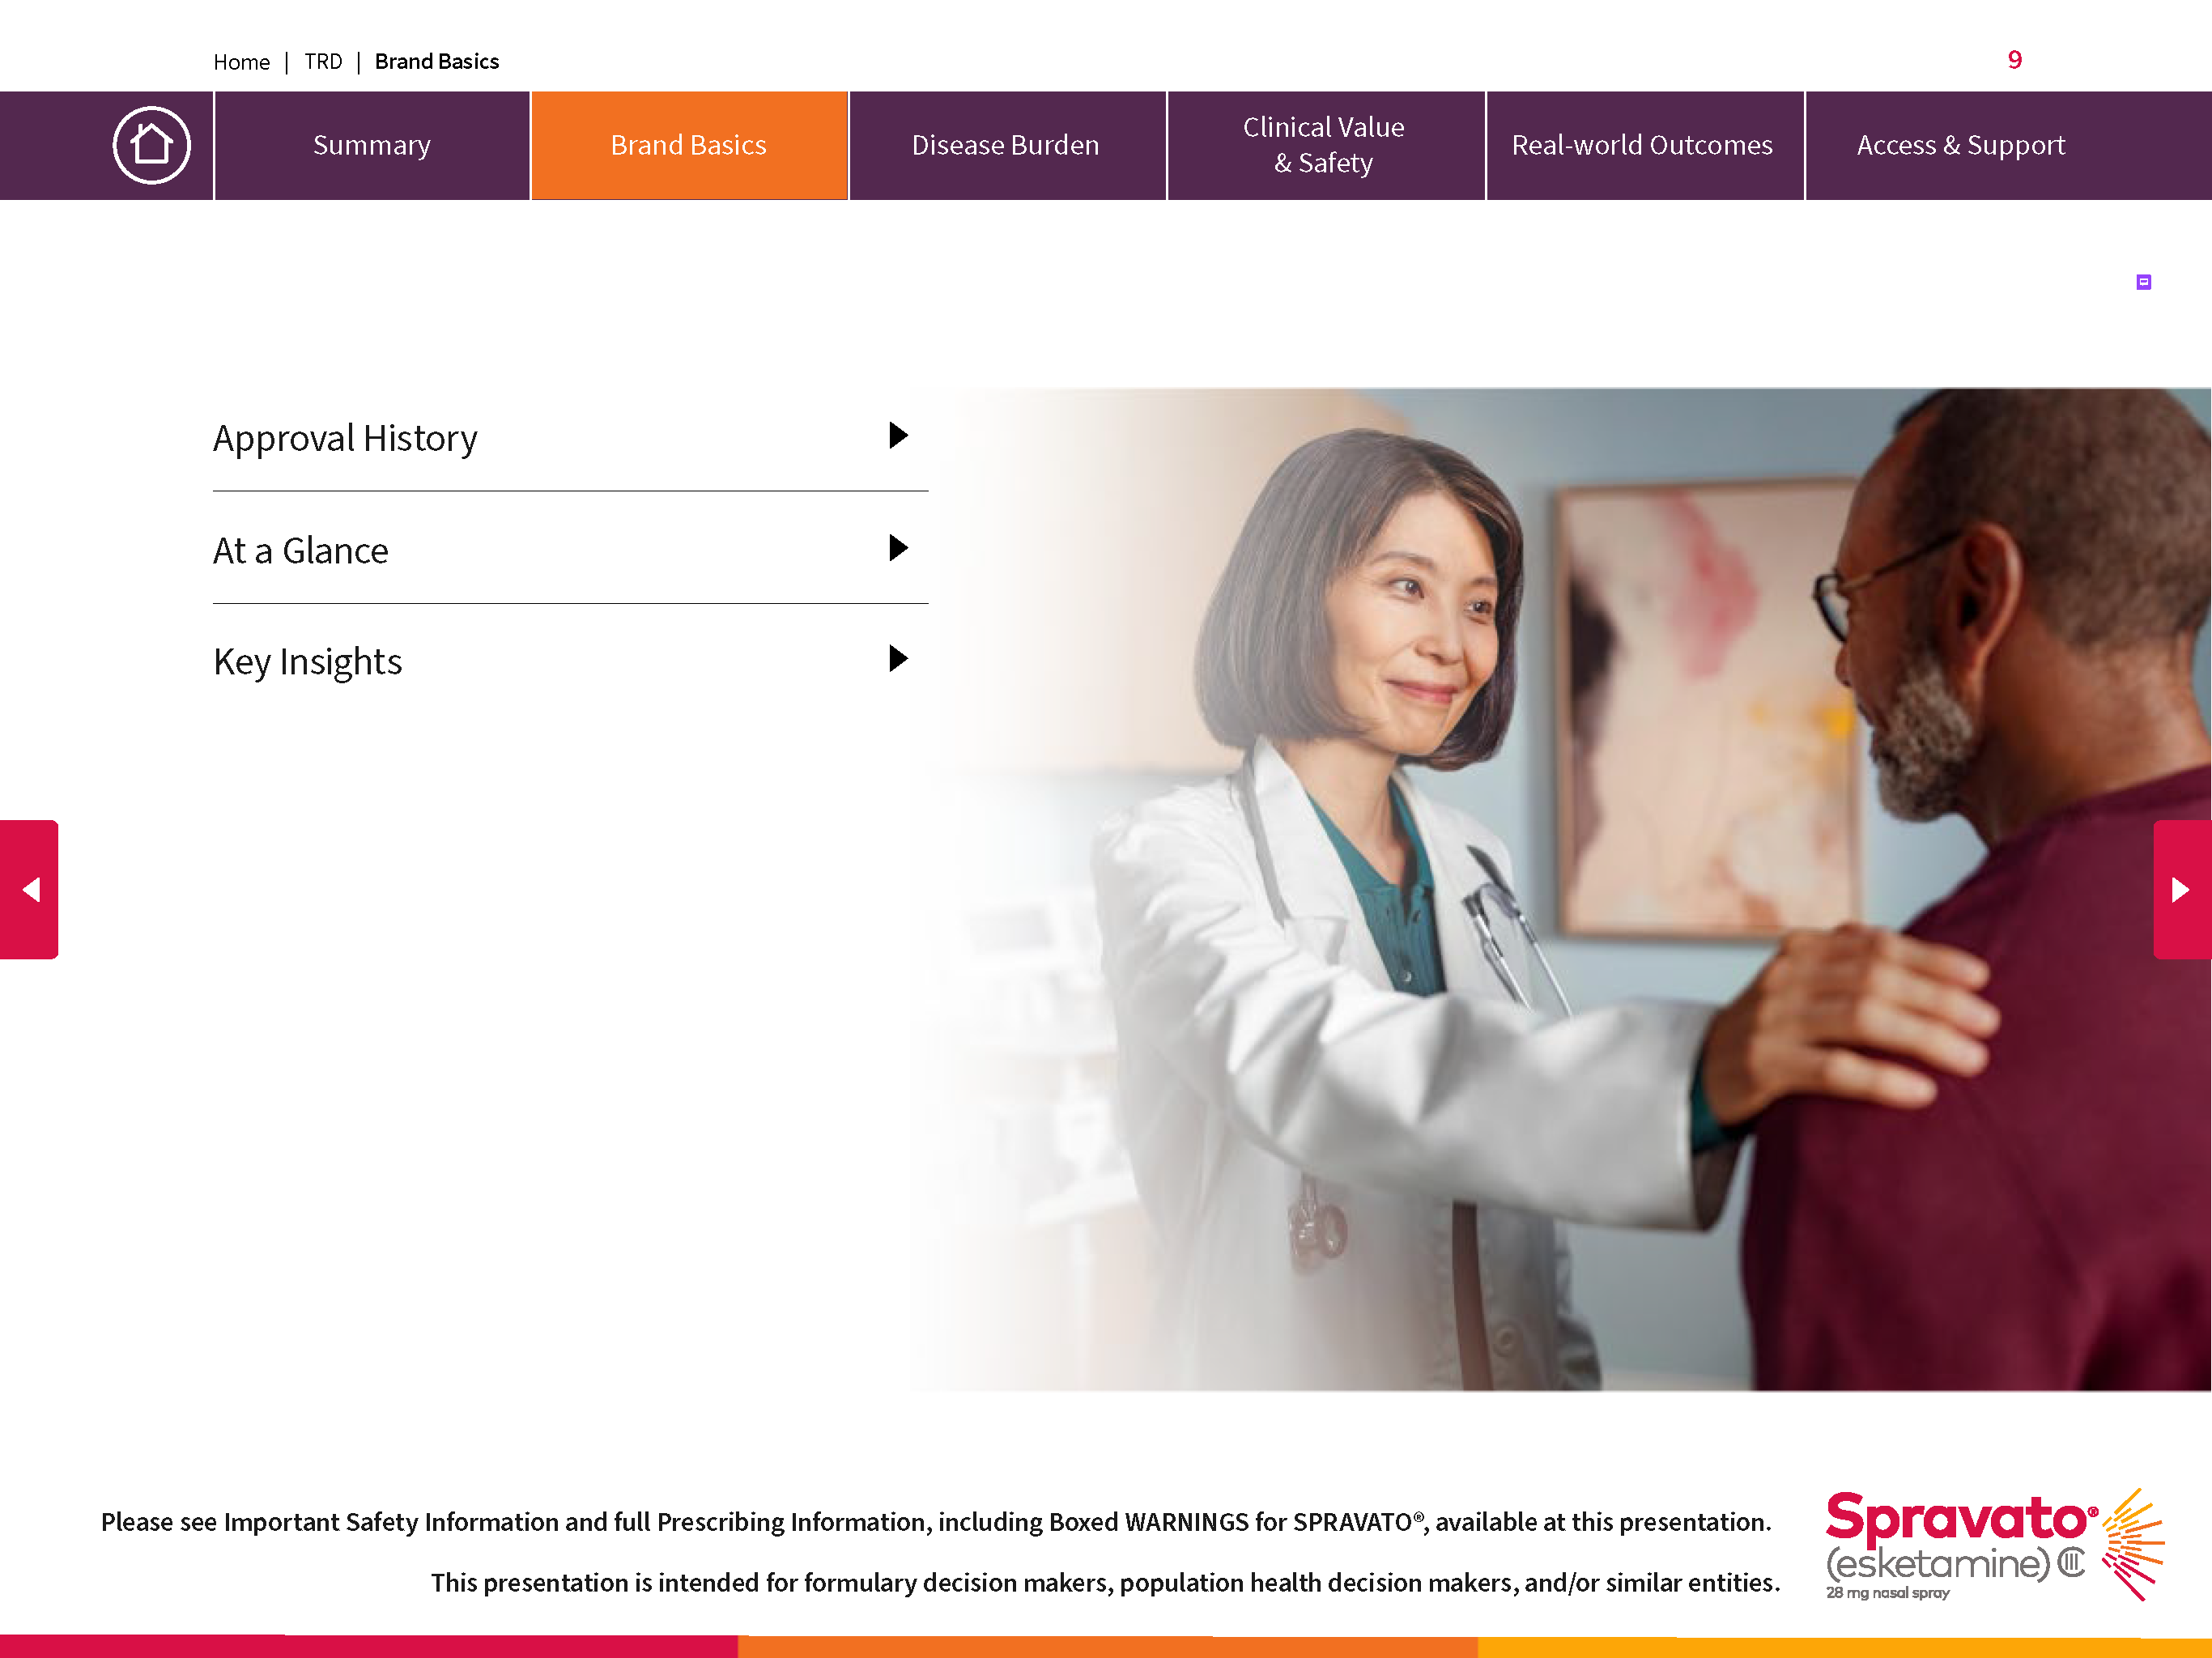 Home | TRD | Brand Basics
9
Summary
Brand Basics
Disease Burden
Clinical Value
& Safety
Real-world Outcomes
Access & Support
Approval History
At a Glance
Key Insights
Please see Important Safety Information and full Prescribing Information, including Boxed WARNINGS for SPRAVATO®, available at this presentation.
This presentation is intended for formulary decision makers, population health decision makers, and/or similar entities.
Spravato®
(esketamine) CIII
28 mg nasal spray